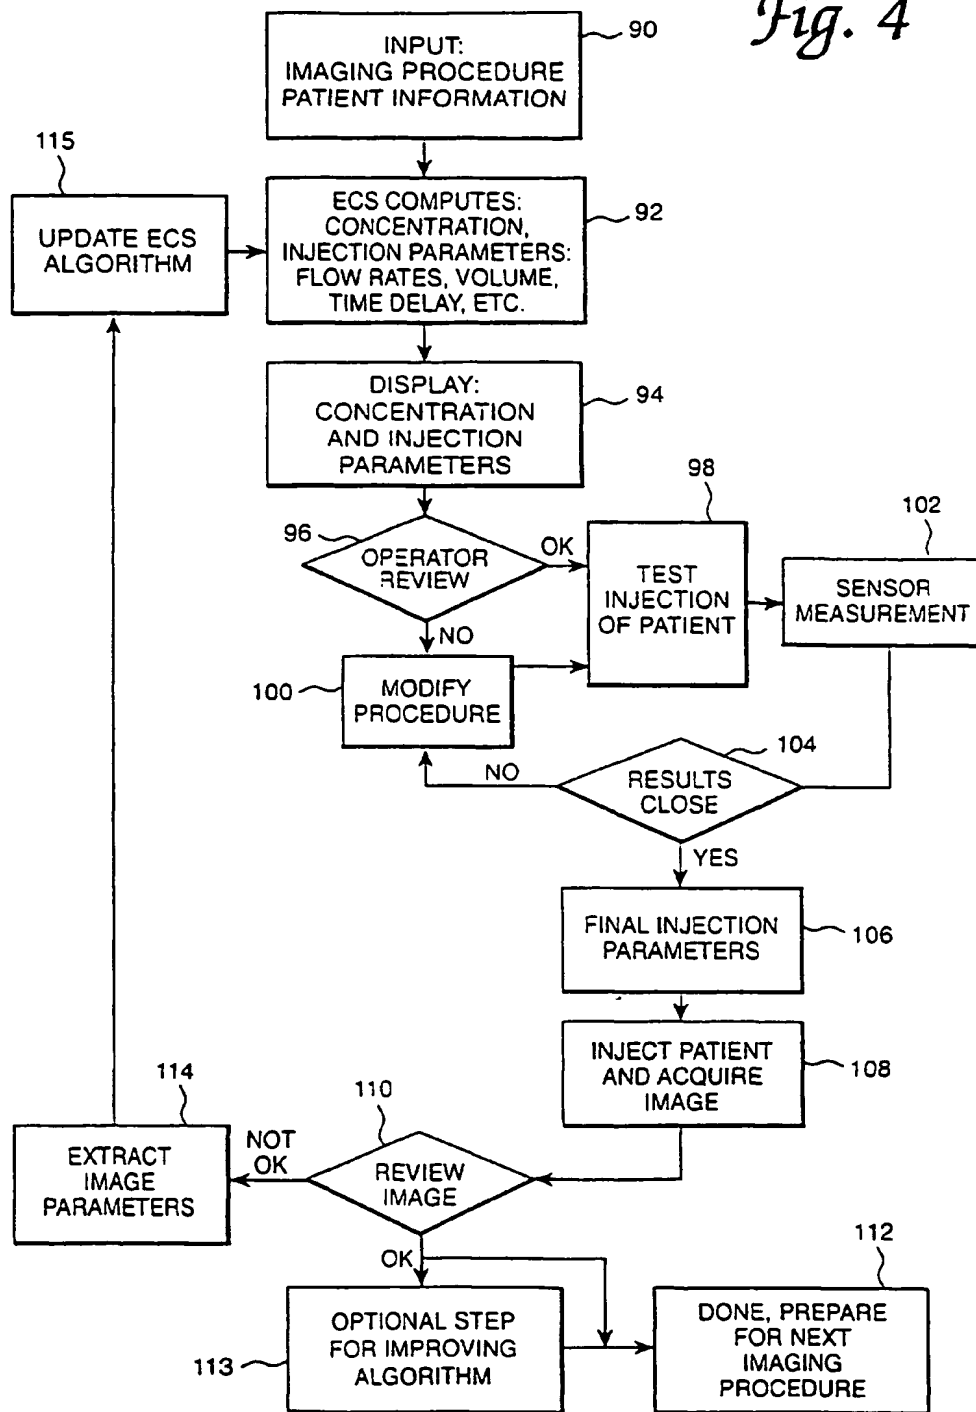 Fig. 4
90
INPUT:
IMAGING PROCEDURE
PATIENT INFORMATION
115
UPDATE ECS
ALGORITHM
92
ECS COMPUTES:
CONCENTRATION,
INJECTION PARAMETERS:
FLOW RATES, VOLUME,
TIME DELAY, ETC.
94
DISPLAY:
CONCENTRATION
AND INJECTION
PARAMETERS
96
OPERATOR
REVIEW
OK
NO
98
TEST
INJECTION
OF PATIENT
102
SENSOR
MEASUREMENT
100
MODIFY
PROCEDURE
104
RESULTS
CLOSE
NO
YES
106
FINAL INJECTION
PARAMETERS
108
INJECT PATIENT
AND ACQUIRE
IMAGE
110
REVIEW
IMAGE
NOT
OK
114
EXTRACT
IMAGE
PARAMETERS
OK
113
OPTIONAL STEP
FOR IMPROVING
ALGORITHM
112
DONE, PREPARE
FOR NEXT
IMAGING
PROCEDURE